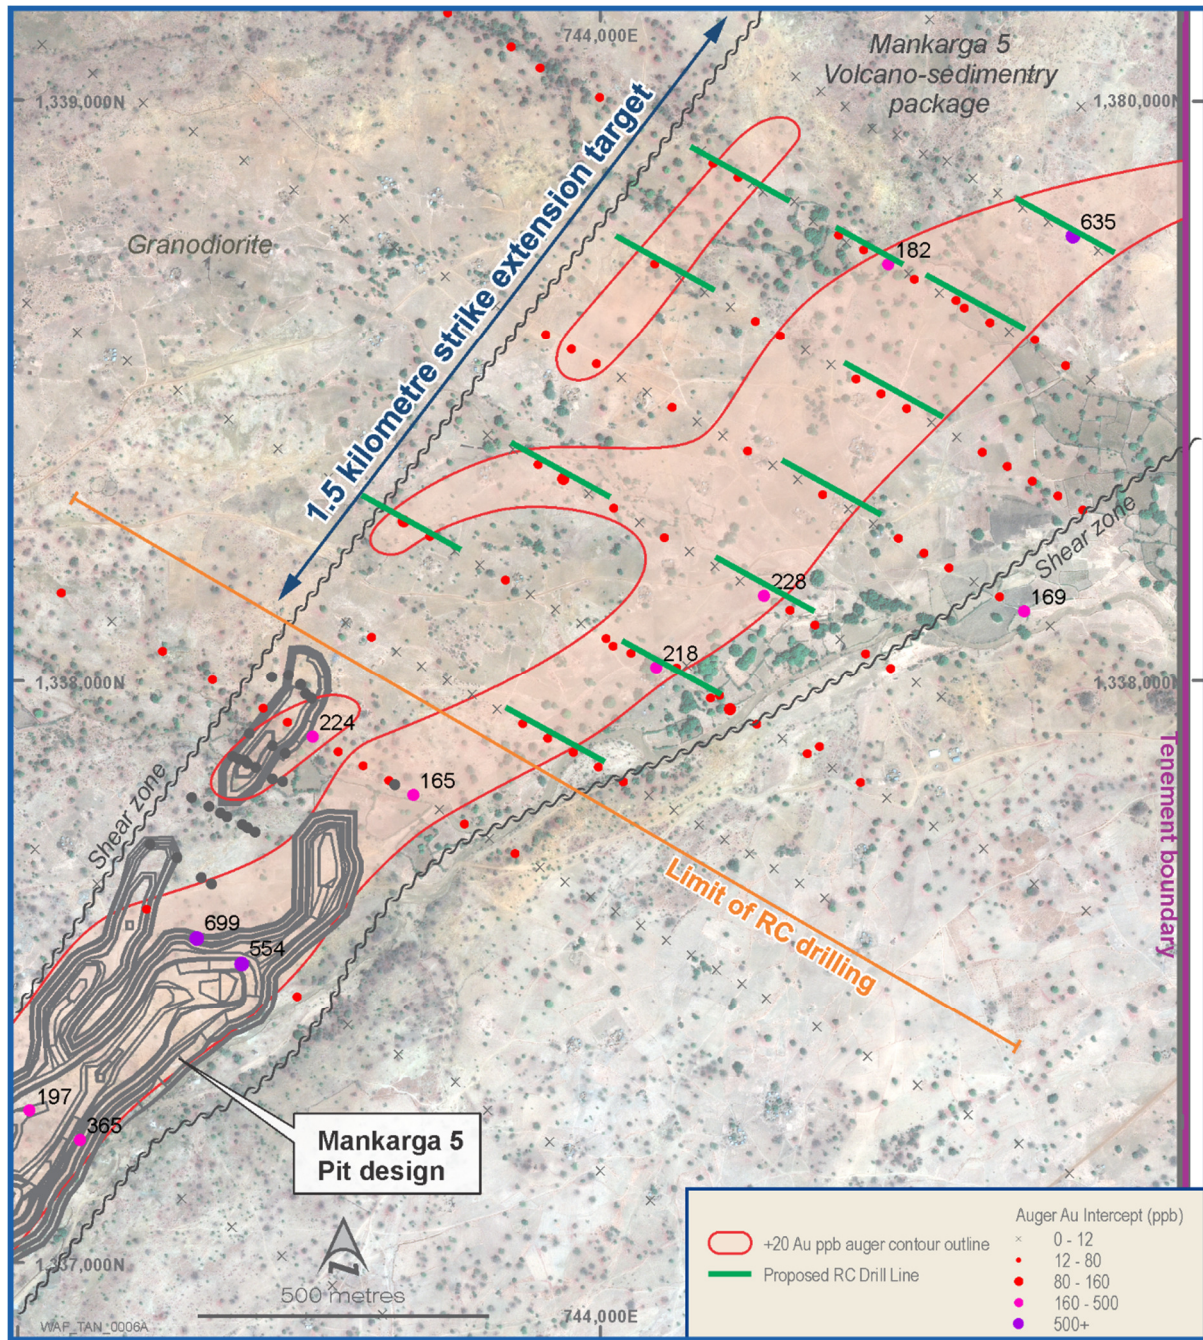 744,000E
Mankarga 5
Volcano-sedimentry
package
1,339,000N
1,380,000N
1.5 kilometre strike extension target
Granodiorite
635
182
Shear zone
228
169
218
1,338,000N
1,338,000N
224
165
Shear zone
Tenement boundary
Limit of RC drilling
699
554
197
365
Mankarga 5
Pit design
1,337,000N
500 metres
744,000E
WAF_TAN_0006A
+20 Au ppb auger contour outline
Proposed RC Drill Line
Auger Au Intercept (ppb)
0 - 12
12 - 80
80 - 160
160 - 500
500+